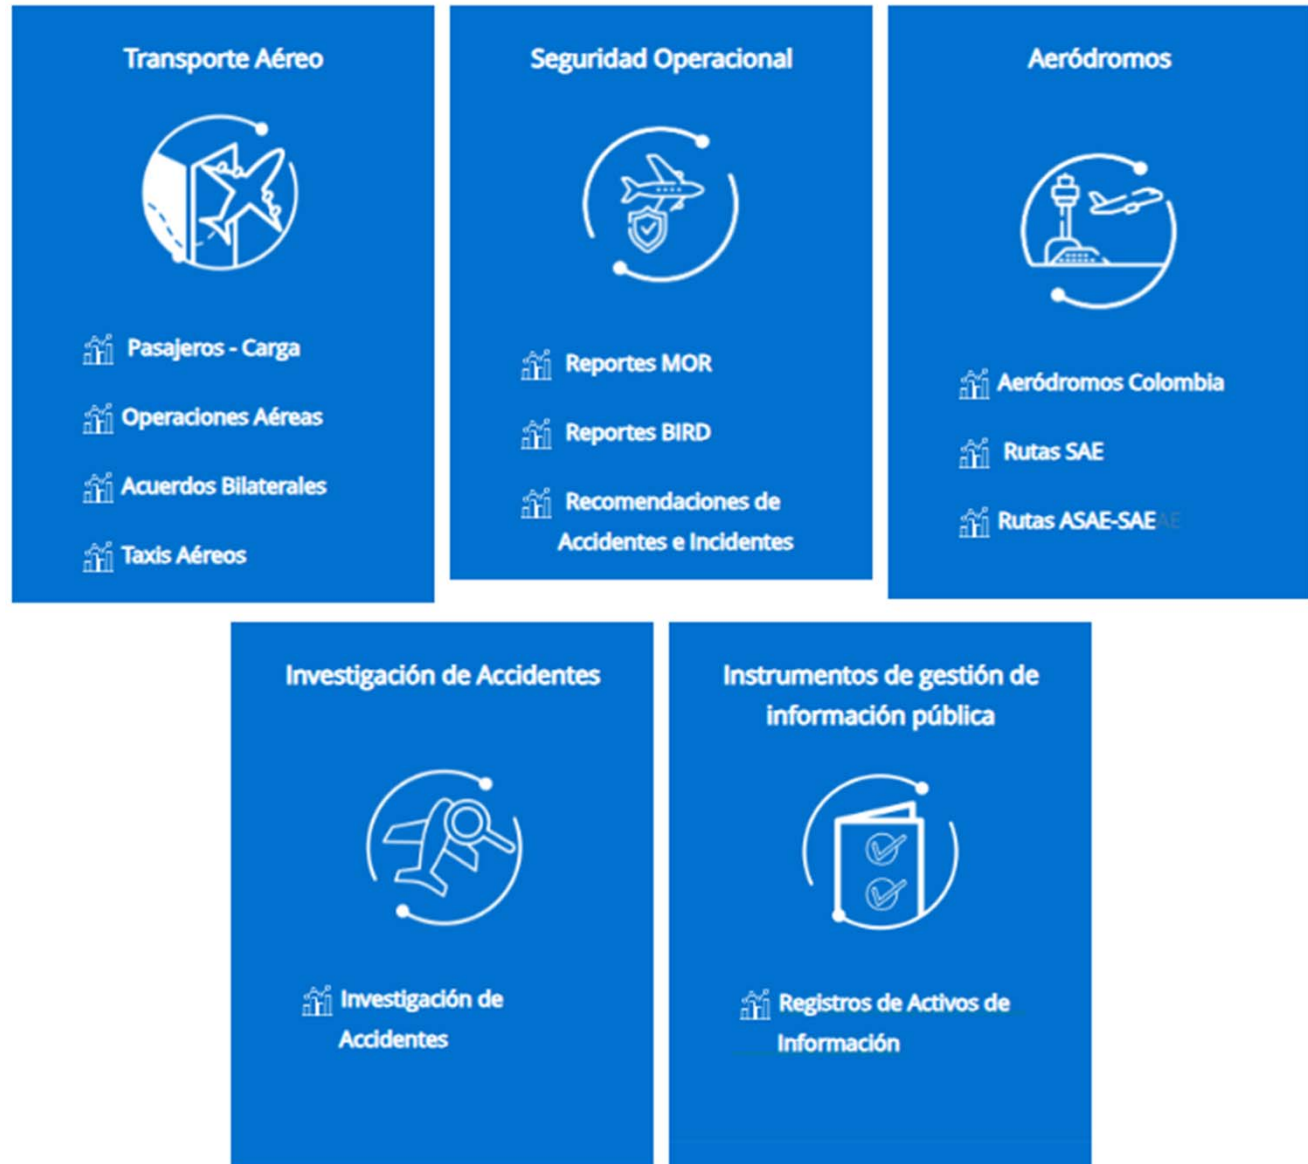 Transporte Aéreo
Pasajeros - Carga
Operaciones Aéreas
Acuerdos Bilaterales
Taxis Aéreos
Seguridad Operacional
Reportes MOR
Reportes BIRD
Recomendaciones de
Accidentes e Incidentes
Aeródromos
Aeródromos Colombia
Rutas SAE
Rutas ASAE-SAE
Investigación de Accidentes
Investigación de
Accidentes
Instrumentos de gestión de
información pública
Registros de Activos de
Información